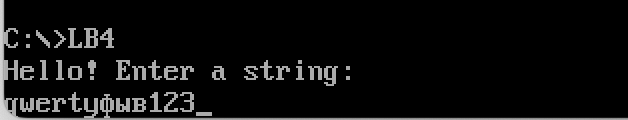 C:\>LB4
Hello! Enter a string:
qwertyфыв123_